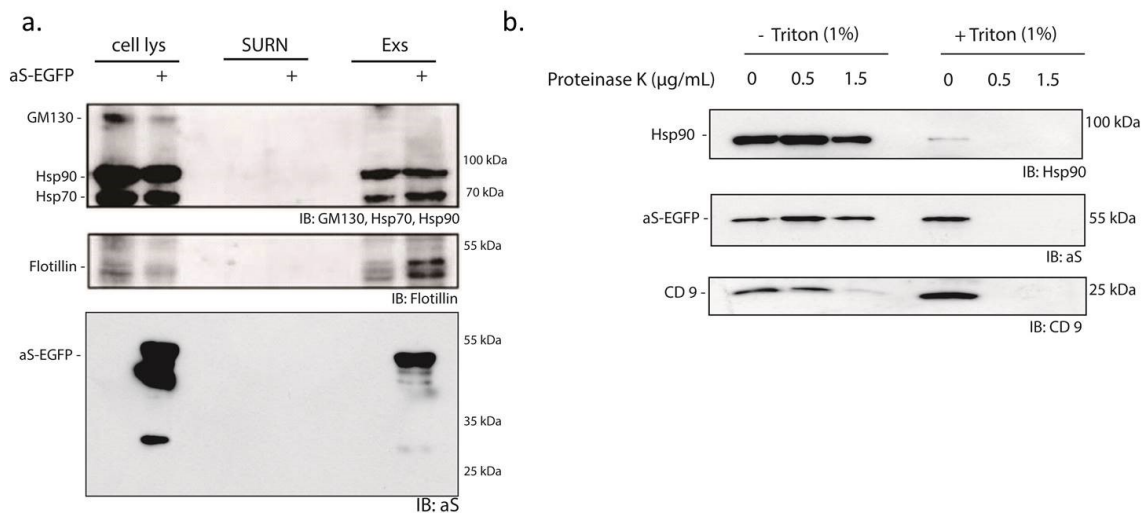 a.
cell lys SURN Exs
aS-EGFP + + +
GM130 -
Hsp90 -
100 kDa
Hsp70 -
70 kDa
IB: GM130, Hsp70, Hsp90
55 kDa
Flotillin -
IB: Flotillin
55 kDa
aS-EGFP -
35 kDa
25 kDa
IB: aS
b.
- Triton (1%) + Triton (1%)
Proteinase K (μg/mL) 0 0.5 1.5 0 0.5 1.5
100 kDa
Hsp90 -
IB: Hsp90
aS-EGFP - 55 kDa
IB: aS
CD 9 - 25 kDa
IB: CD 9